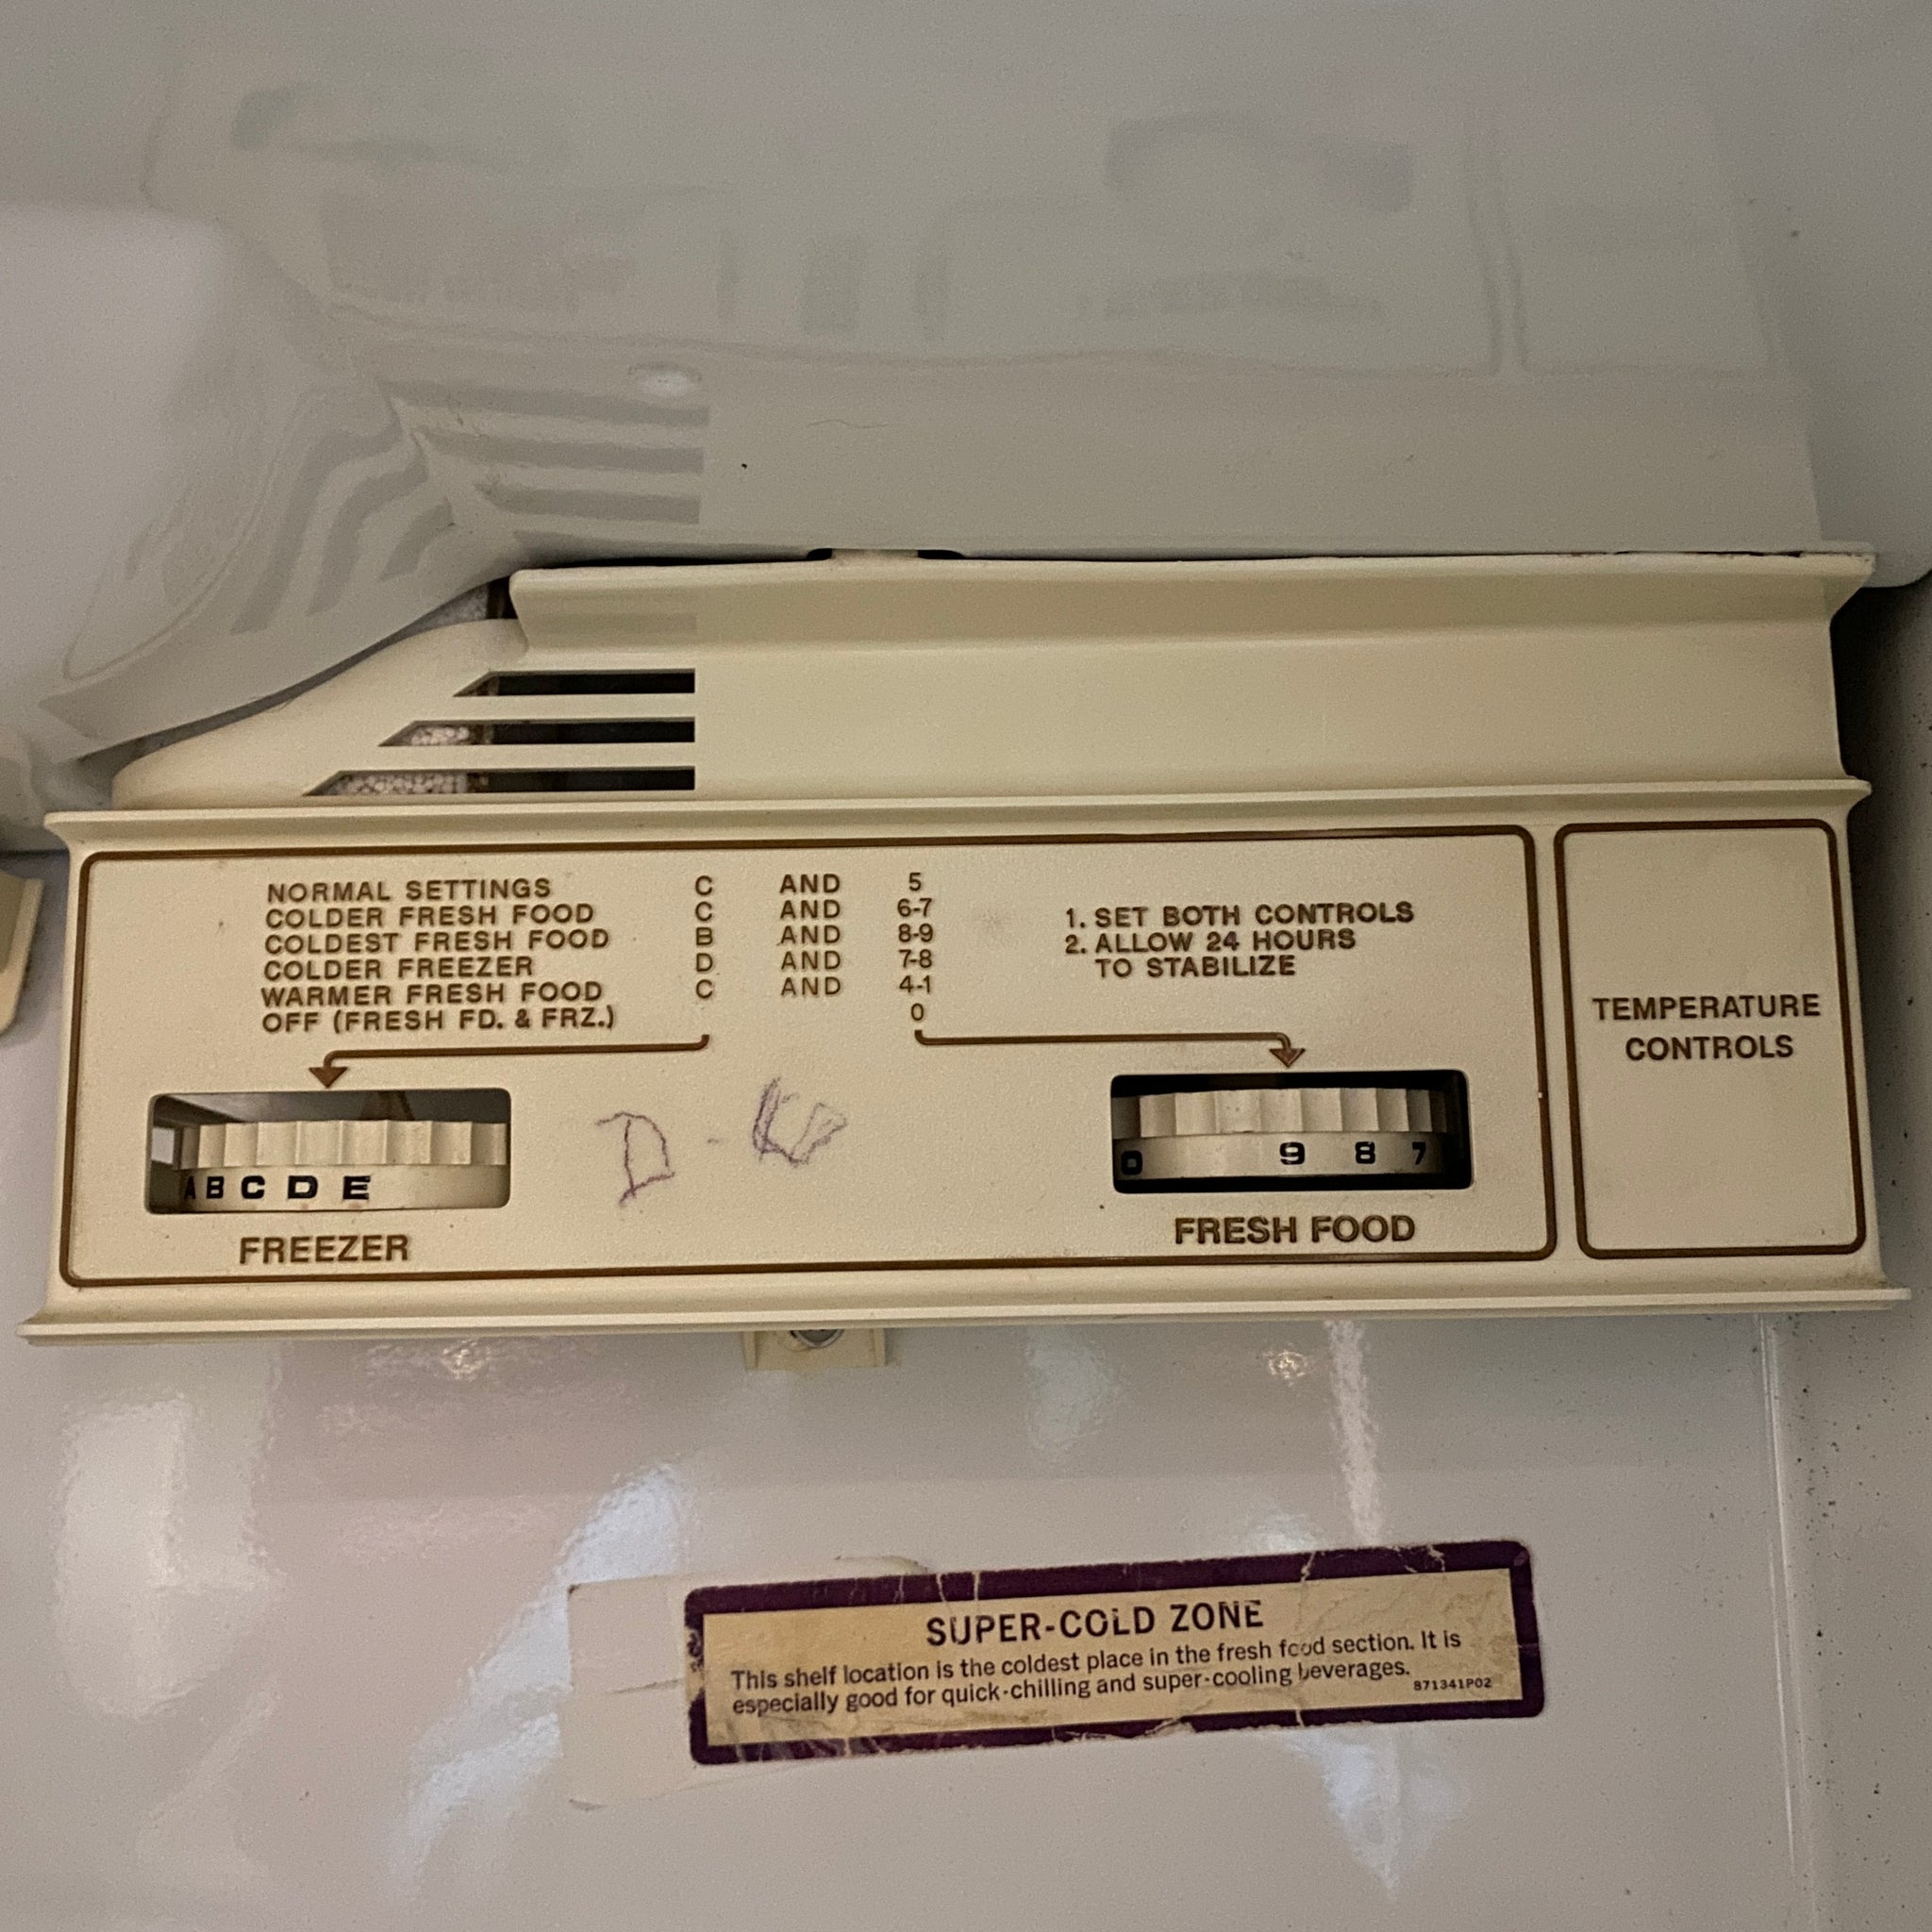 NORMAL SETTINGS C AND 5
COLDER FRESH FOOD C AND 6-7
COLDEST FRESH FOOD B AND 8-9
COLDER FREEZER D AND 7-8
WARMER FRESH FOOD C AND 4-1
OFF (FRESH FD. & FRZ.) 0
1. SET BOTH CONTROLS
2. ALLOW 24 HOURS
TO STABILIZE
TEMPERATURE
CONTROLS
A B C D E
FREEZER
D -
0 9 8 7
FRESH FOOD
SUPER-COLD ZONE
This shelf location is the coldest place in the fresh food section. It is
especially good for quick-chilling and super-cooling beverages.
871341P02